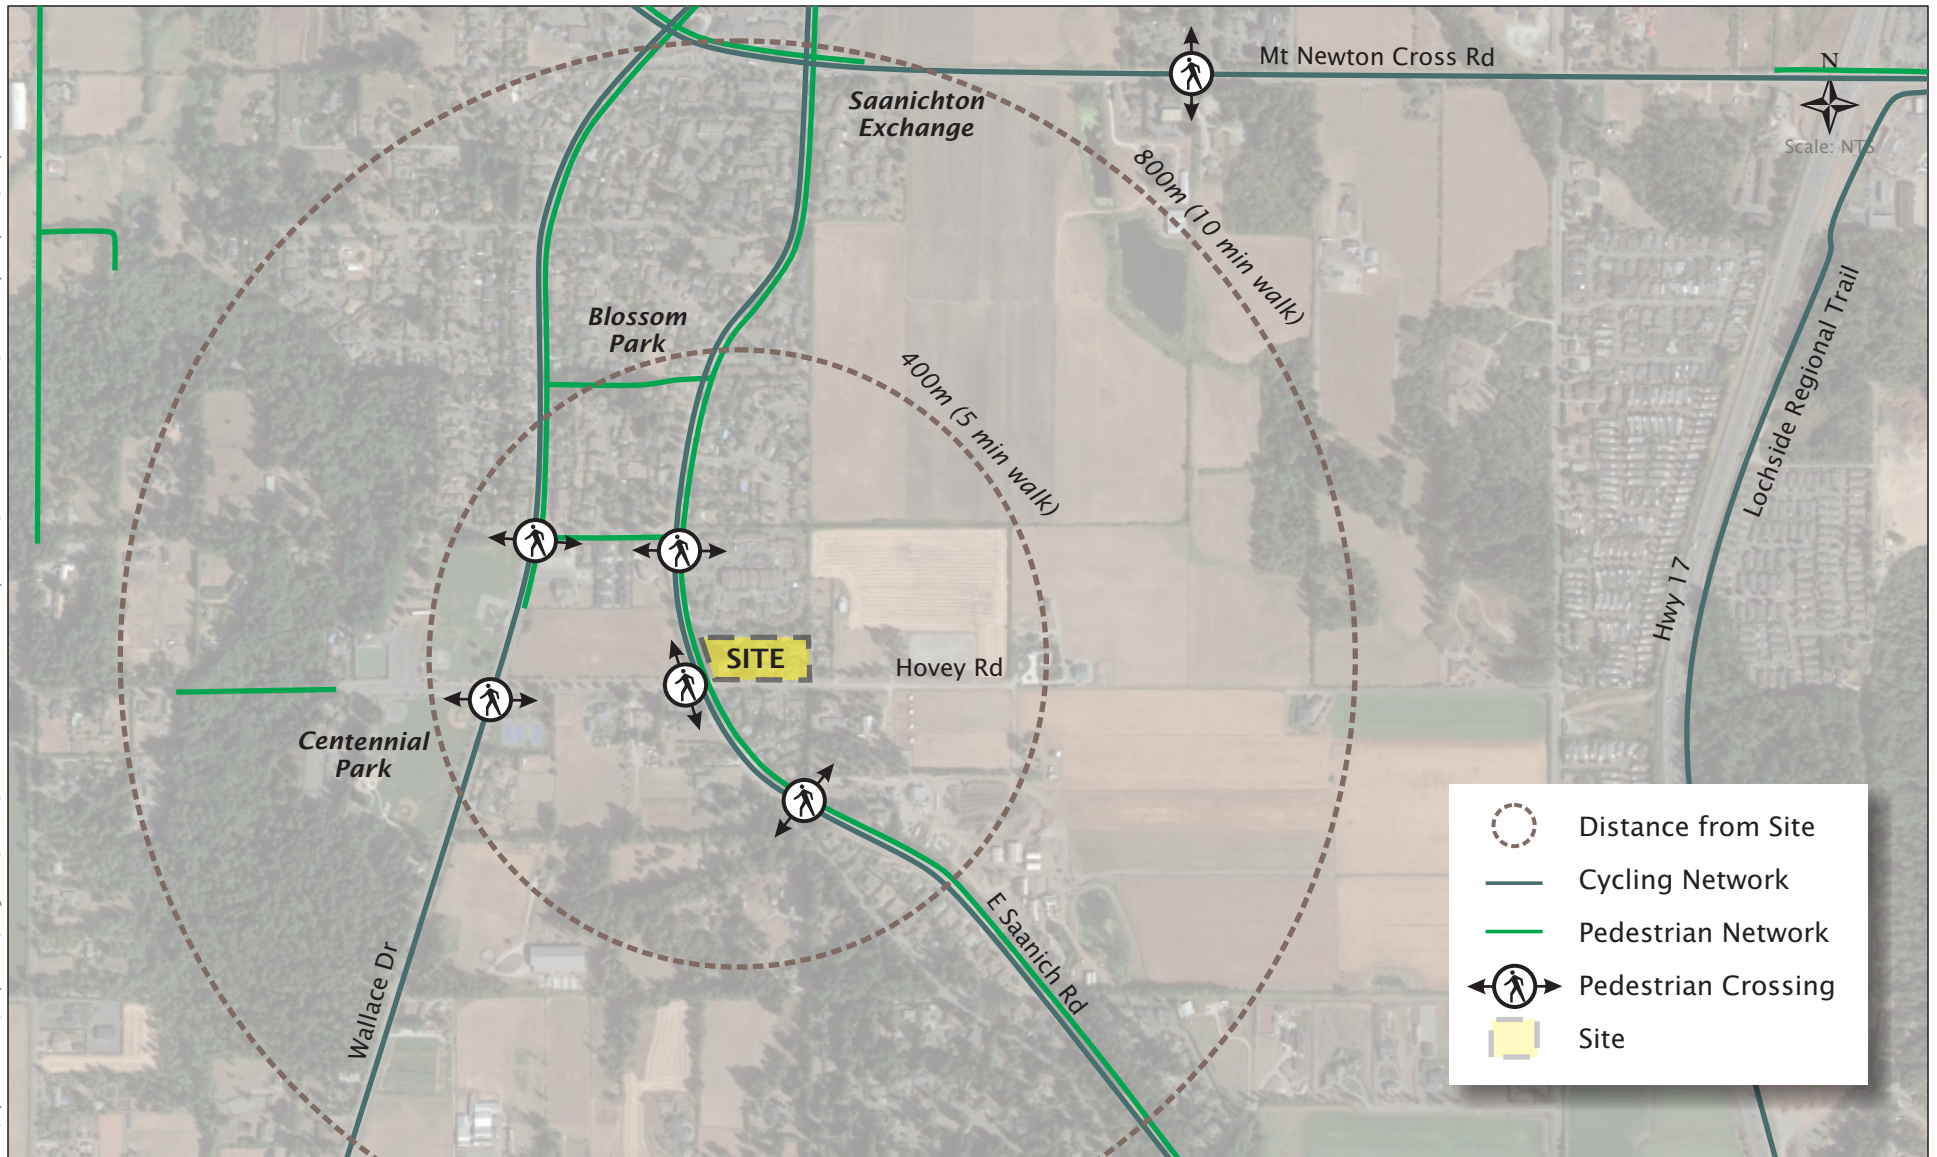 Mt Newton Cross Rd
N
Saanichton
Exchange
Scale: NTS
800m (10 min walk)
Blossom
Park
400m (5 min walk)
Lochside Regional Trail
Hwy 17
SITE
Hovey Rd
Centennial
Park
E Saanich Rd
Wallace Dr
Distance from Site
Cycling Network
Pedestrian Network
Pedestrian Crossing
Site